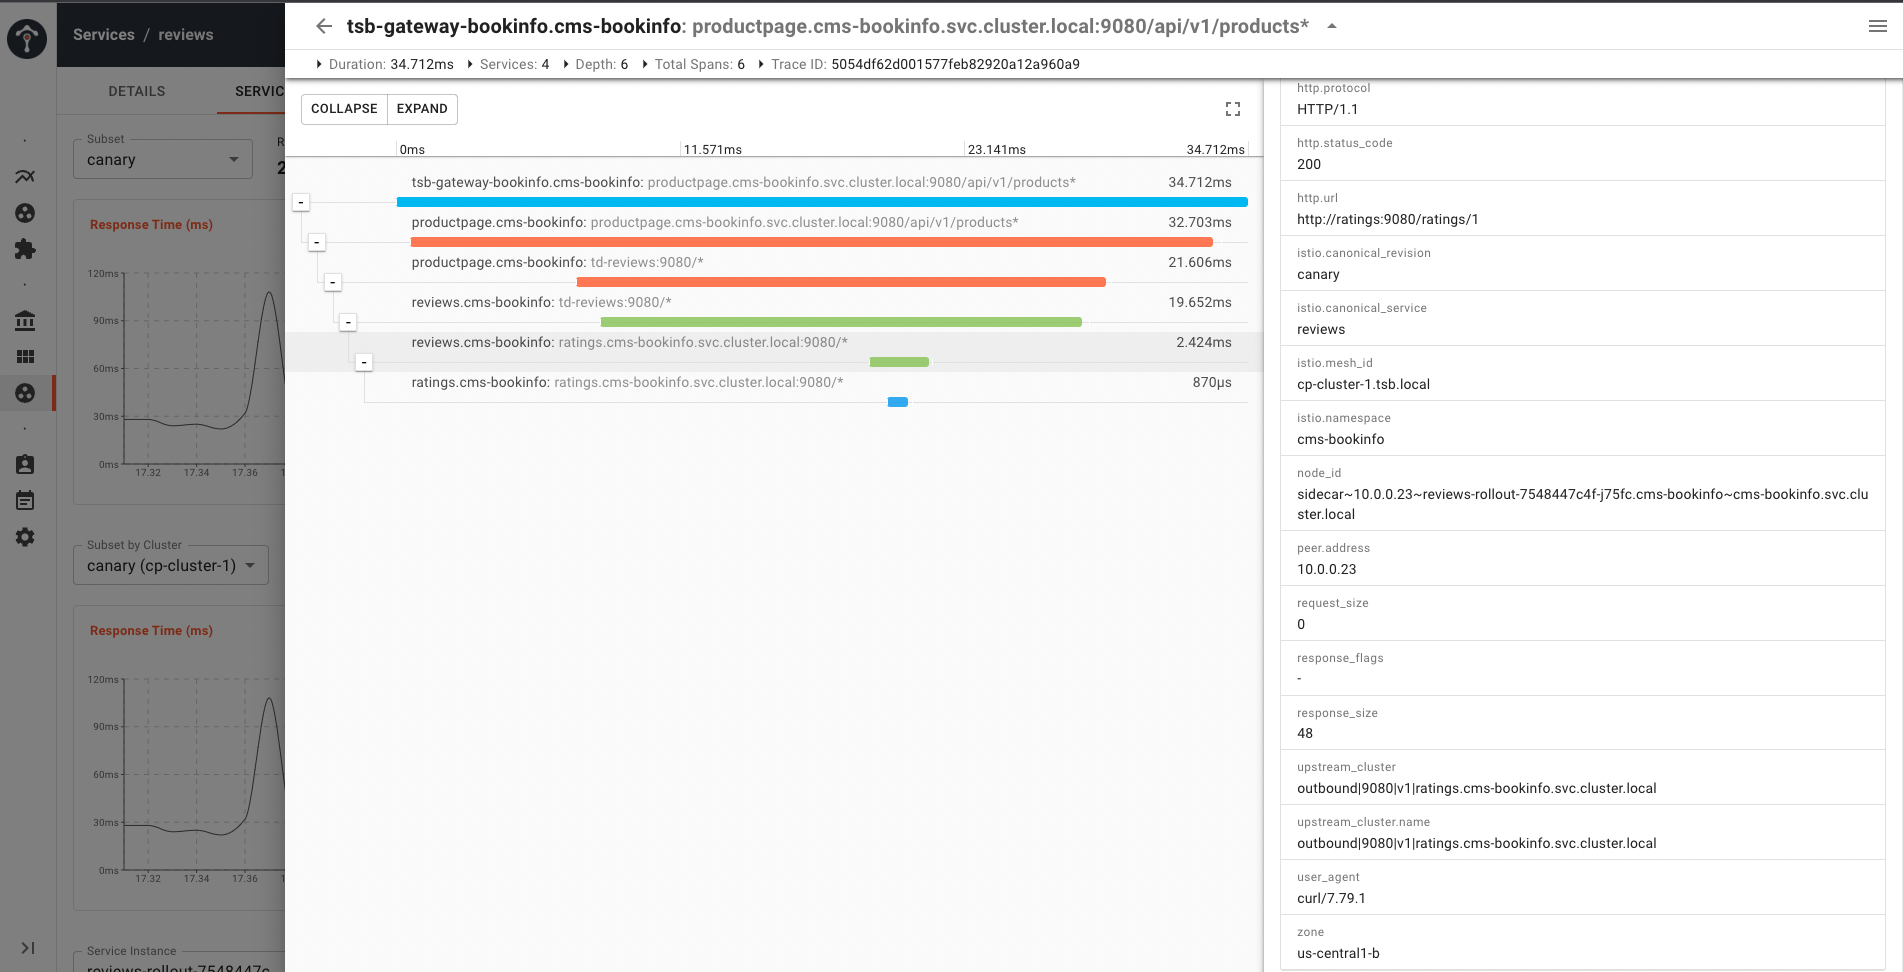 tsb-gateway-bookinfo.cms-bookinfo: productpage.cms-bookinfo.svc.cluster.local:9080/api/v1/products*
Services / reviews
Duration: 34.712ms Services: 4 Depth: 6 Total Spans: 6 Trace ID: 5054df62d001577feb82920a12a960a9
DETAILS
SERVIC
Subset
canary
R
2
Response Time (ms)
120ms
90ms
60ms
30ms
0ms
17.32 17.34 17.36 1
Subset by Cluster
canary (cp-cluster-1)
Response Time (ms)
120ms
90ms
60ms
30ms
0ms
17.32 17.34 17.36 1
Service Instance
reviews-rollout-7548447c
COLLAPSE EXPAND
0ms 11.571ms 23.141ms 34.712ms
tsb-gateway-bookinfo.cms-bookinfo: productpage.cms-bookinfo.svc.cluster.local:9080/api/v1/products* 34.712ms
-
productpage.cms-bookinfo: productpage.cms-bookinfo.svc.cluster.local:9080/api/v1/products* 32.703ms
-
productpage.cms-bookinfo: td-reviews:9080/* 21.606ms
-
reviews.cms-bookinfo: td-reviews:9080/* 19.652ms
-
reviews.cms-bookinfo: ratings.cms-bookinfo.svc.cluster.local:9080/* 2.424ms
-
ratings.cms-bookinfo: ratings.cms-bookinfo.svc.cluster.local:9080/* 870µs
http.protocol
HTTP/1.1
http.status_code
200
http.url
http://ratings:9080/ratings/1
istio.canonical_revision
canary
istio.canonical_service
reviews
istio.mesh_id
cp-cluster-1.tsb.local
istio.namespace
cms-bookinfo
node_id
sidecar~10.0.0.23~reviews-rollout-7548447c4f-j75fc.cms-bookinfo~cms-bookinfo.svc.clu
ster.local
peer.address
10.0.0.23
request_size
0
response_flags
-
response_size
48
upstream_cluster
outbound|9080|v1|ratings.cms-bookinfo.svc.cluster.local
upstream_cluster.name
outbound|9080|v1|ratings.cms-bookinfo.svc.cluster.local
user_agent
curl/7.79.1
zone
us-central1-b